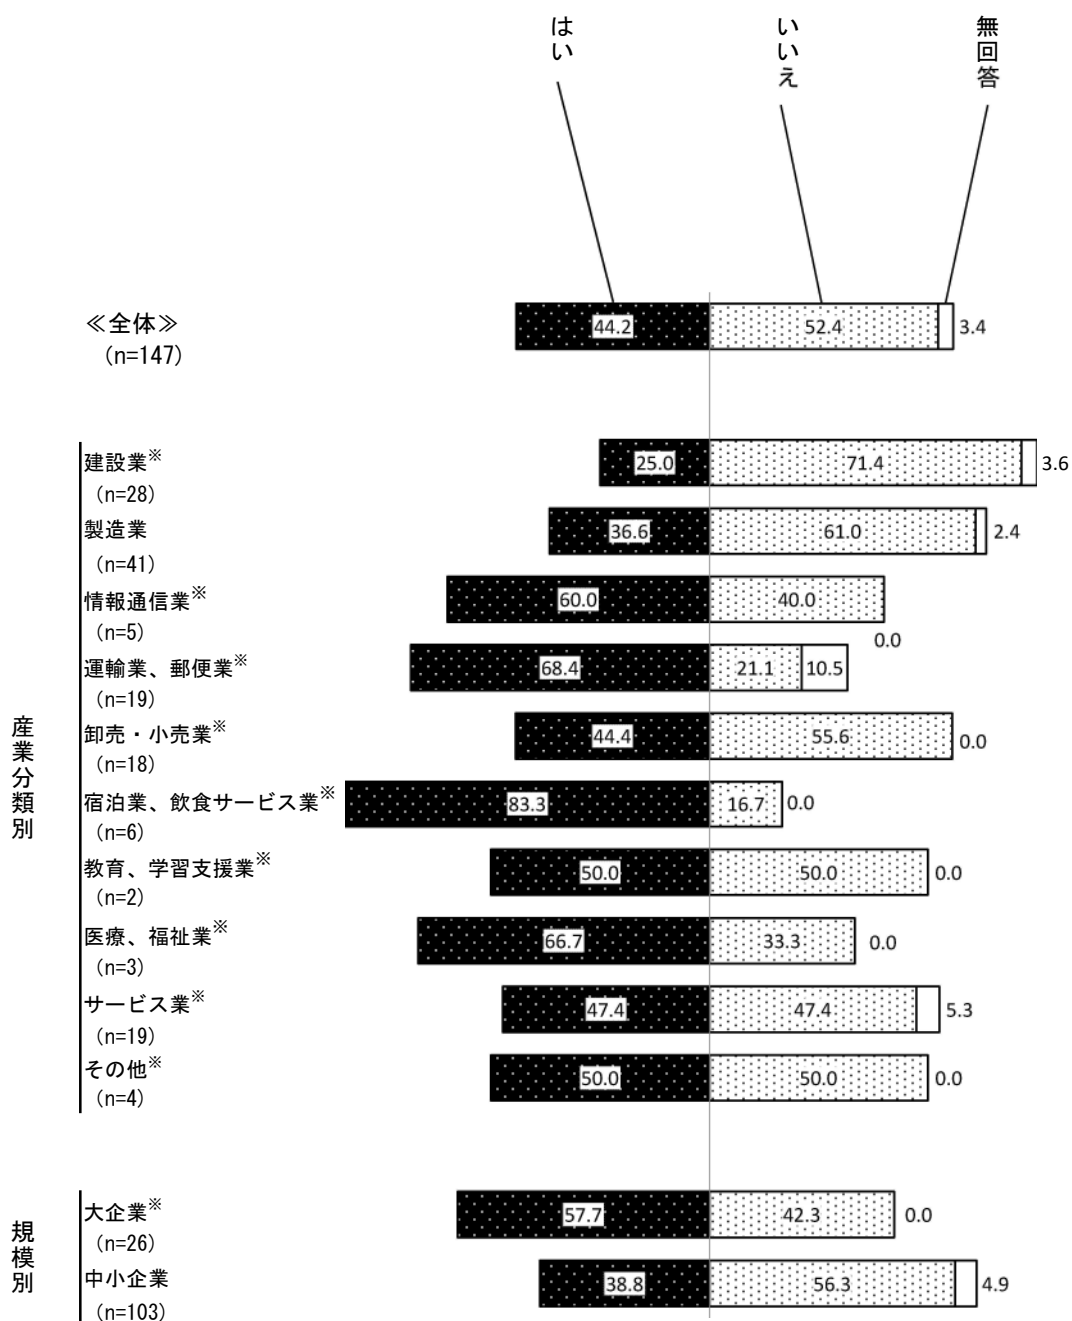 はい
いいえ
無回答
≪全体≫
44.2 52.4 3.4
(n=147)
産業分類別
建設業※
25.0 71.4 3.6
(n=28)
製造業
36.6 61.0 2.4
(n=41)
情報通信業※
60.0 40.0
(n=5)
0.0
運輸業、郵便業※
68.4 21.1 10.5
(n=19)
卸売・小売業※
44.4 55.6 0.0
(n=18)
宿泊業、飲食サービス業※
83.3 16.7 0.0
(n=6)
教育、学習支援業※
50.0 50.0 0.0
(n=2)
医療、福祉業※
66.7 33.3 0.0
(n=3)
サービス業※
47.4 47.4 5.3
(n=19)
その他※
50.0 50.0 0.0
(n=4)
規模別
大企業※
57.7 42.3 0.0
(n=26)
中小企業
38.8 56.3 4.9
(n=103)